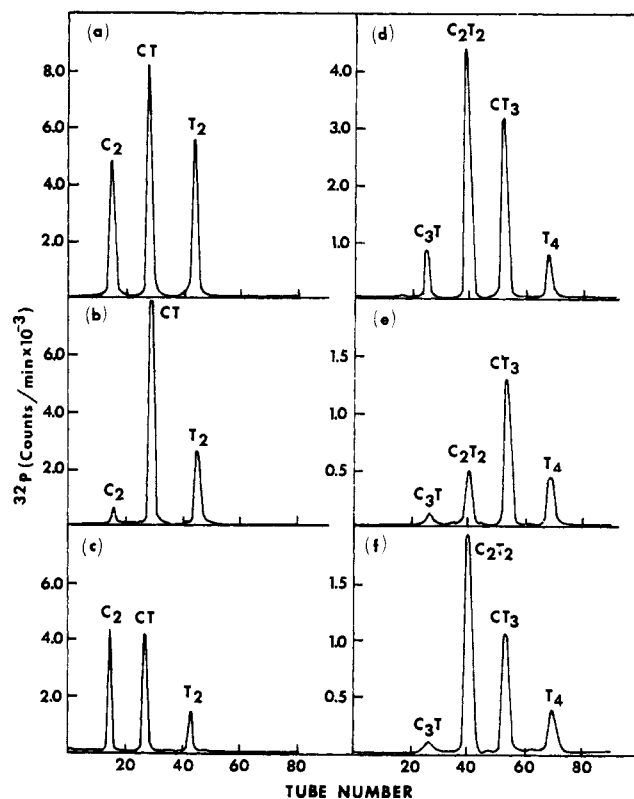 (a)
C2
CT
T2
8.0
6.0
4.0
2.0
(b)
C2
CT
T2
6.0
4.0
2.0
(c)
C2
CT
T2
6.0
4.0
2.0
20 40 60 80
(d)
C3T
C2T2
CT3
T4
4.0
3.0
2.0
1.0
(e)
C3T
C2T2
CT3
T4
1.5
1.0
0.5
(f)
C3T
C2T2
CT3
T4
1.5
1.0
0.5
20 40 60 80
32P (Counts/min x 10-3)
TUBE NUMBER